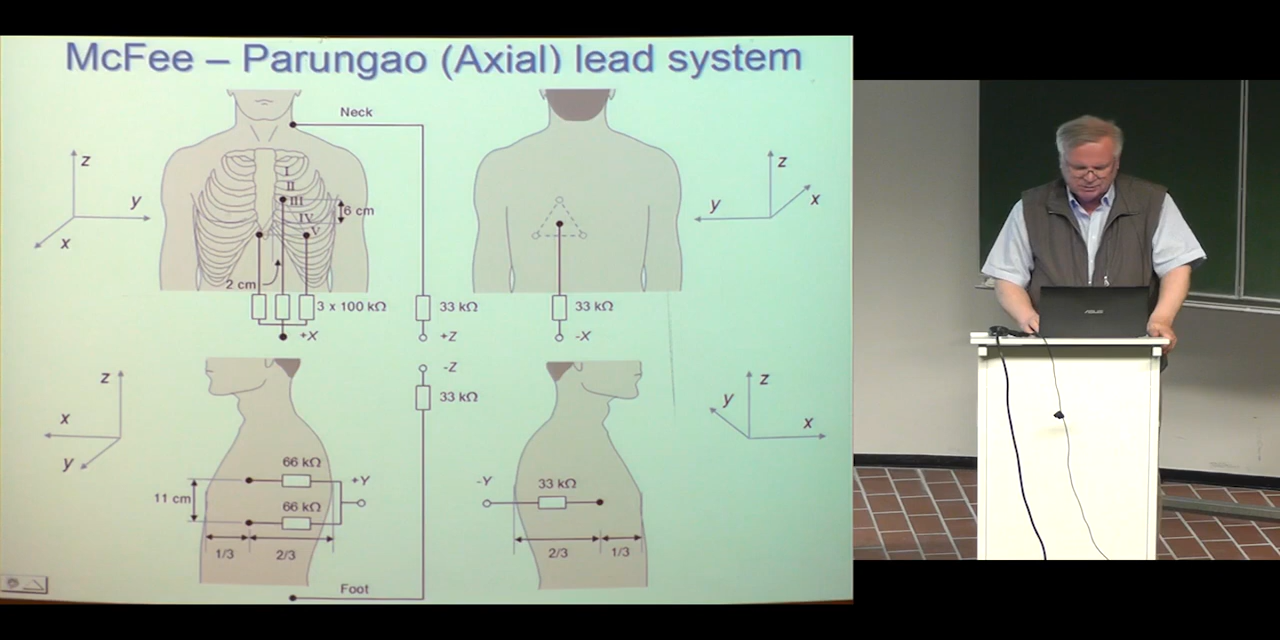 McFee – Parungao (Axial) lead system
Neck
z
y
x
I
II
III
IV
V
6 cm
2 cm
3 x 100 kΩ
+X
33 kΩ
+Z
33 kΩ
-X
z
x
y
-Z
33 kΩ
z
x
y
66 kΩ
+Y
11 cm
66 kΩ
1/3
2/3
-Y
33 kΩ
2/3
1/3
z
y
x
Foot
ASUS